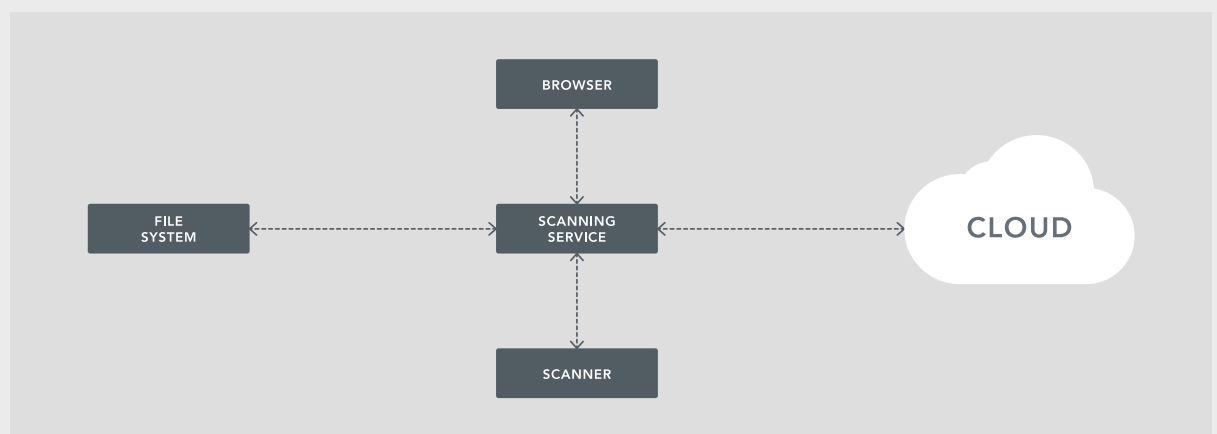 BROWSER
FILE
SYSTEM
SCANNING
SERVICE
CLOUD
SCANNER